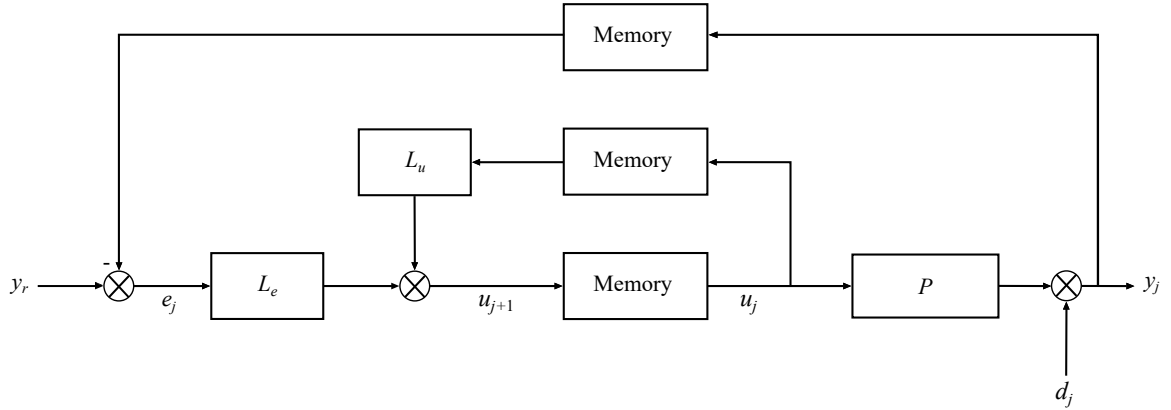 Memory
L_u
Memory
-
y_r
e_j
L_e
u_{j+1}
Memory
u_j
P
y_j
d_j